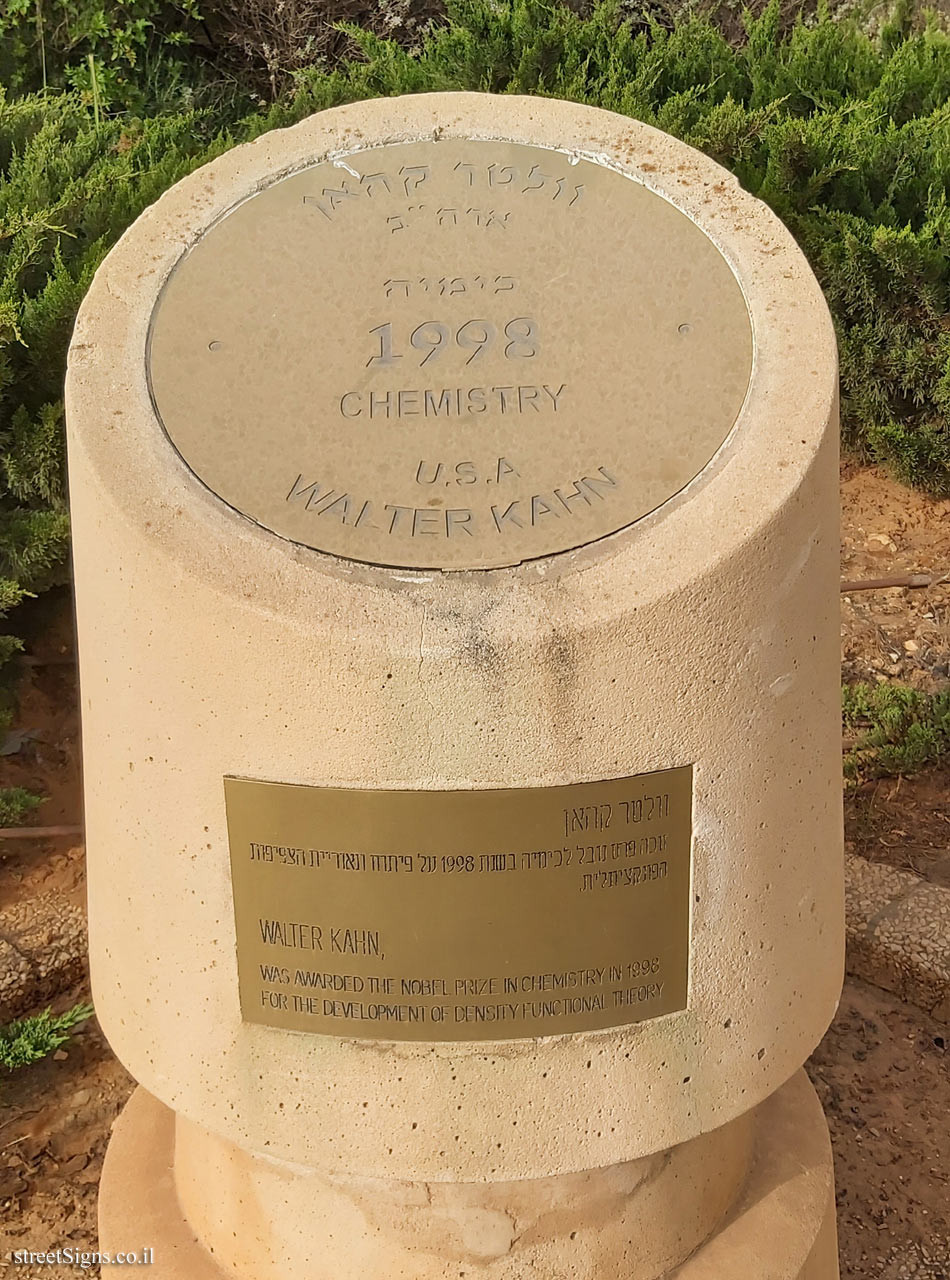 וולטר קהאן
ארה"ב
כימיה
1998
CHEMISTRY
U.S.A
WALTER KAHN
וולטר קהאן
זוכה פרס נובל לכימיה בשנת 1998 על פיתוח תאוריית הצפיפות
הפונקציונלית.
WALTER KAHN,
WAS AWARDED THE NOBEL PRIZE IN CHEMISTRY IN 1998
FOR THE DEVELOPMENT OF DENSITY FUNCTIONAL THEORY
streetSigns.co.il